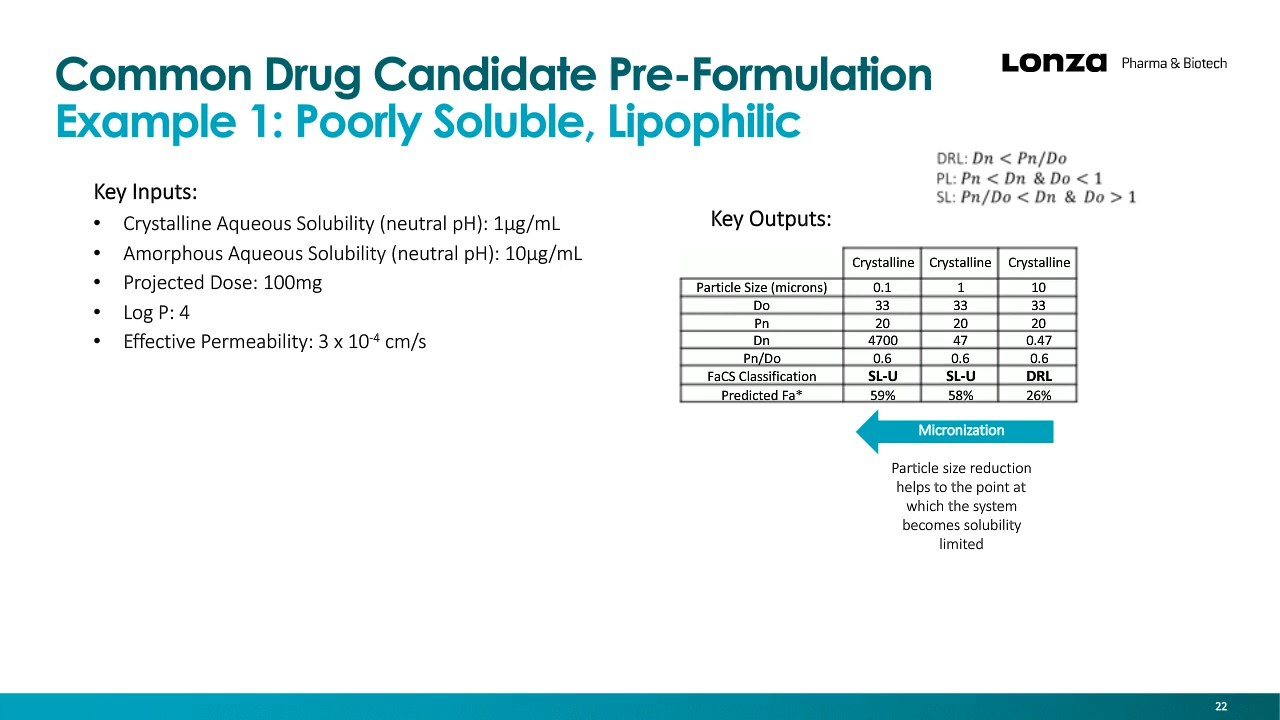 Common Drug Candidate Pre-Formulation
Example 1: Poorly Soluble, Lipophilic
Lonza Pharma & Biotech
Key Inputs:
• Crystalline Aqueous Solubility (neutral pH): 1µg/mL
• Amorphous Aqueous Solubility (neutral pH): 10µg/mL
• Projected Dose: 100mg
• Log P: 4
• Effective Permeability: 3 x 10⁻⁴ cm/s
DRL: Dn < Pn/Do
PL: Pn < Dn & Do < 1
SL: Pn/Do < Dn & Do > 1
Key Outputs:
Crystalline Crystalline Crystalline
Particle Size (microns) 0.1 1 10
Do 33 33 33
Pn 20 20 20
Dn 4700 47 0.47
Pn/Do 0.6 0.6 0.6
FaCS Classification SL-U SL-U DRL
Predicted Fa* 59% 58% 26%
Micronization
Particle size reduction
helps to the point at
which the system
becomes solubility
limited
22